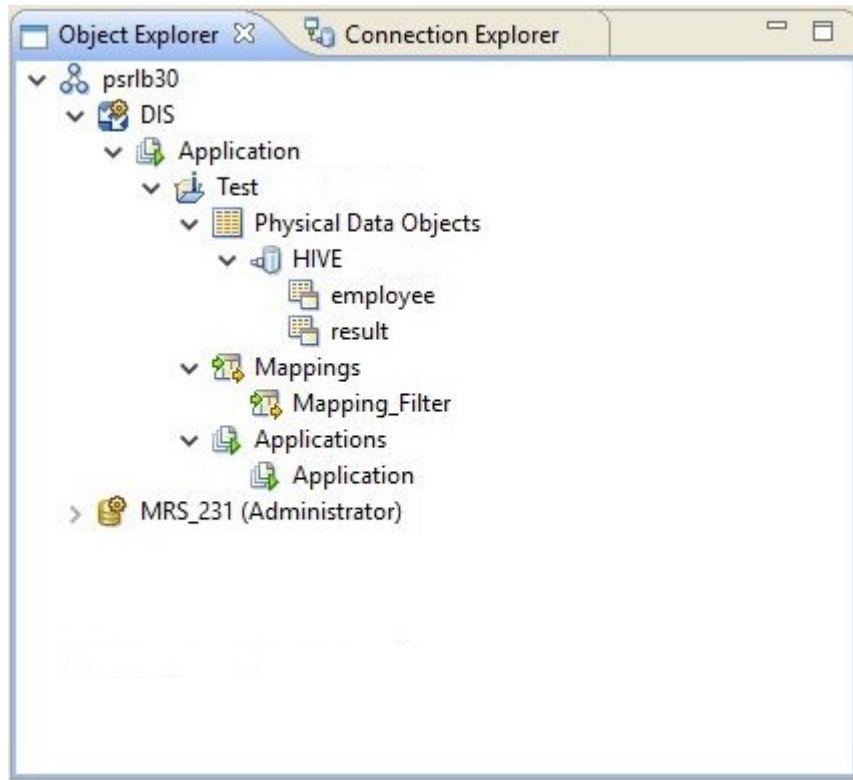 Object Explorer Connection Explorer
psrlb30
DIS
Application
Test
Physical Data Objects
HIVE
employee
result
Mappings
Mapping_Filter
Applications
Application
MRS_231 (Administrator)